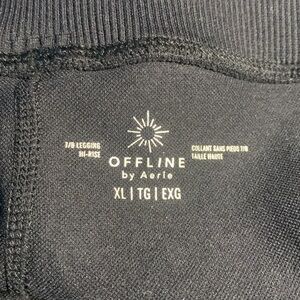 7/8 LEGGING
HI-RISE
COLLANT SANS PIEDS 7/8
TAILLE HAUTE
OFFLINE
by Aerie
XL | TG | EXG